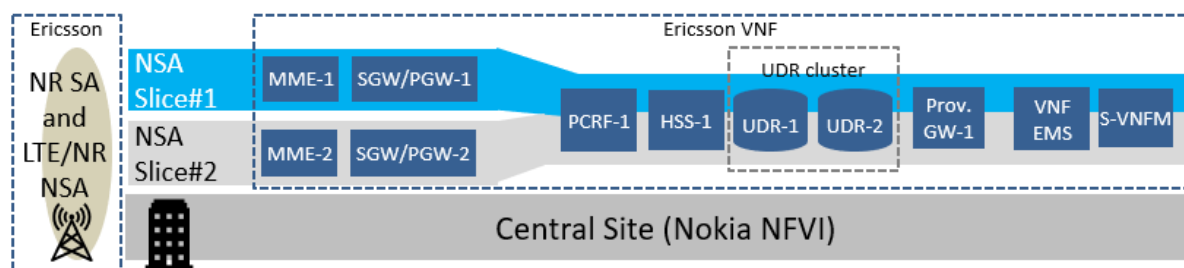 Ericsson
NR SA
and
LTE/NR
NSA
Ericsson VNF
NSA
Slice#1
MME-1
SGW/PGW-1
NSA
Slice#2
MME-2
SGW/PGW-2
PCRF-1
HSS-1
UDR cluster
UDR-1
UDR-2
Prov.
GW-1
VNF
EMS
S-VNFM
Central Site (Nokia NFVI)